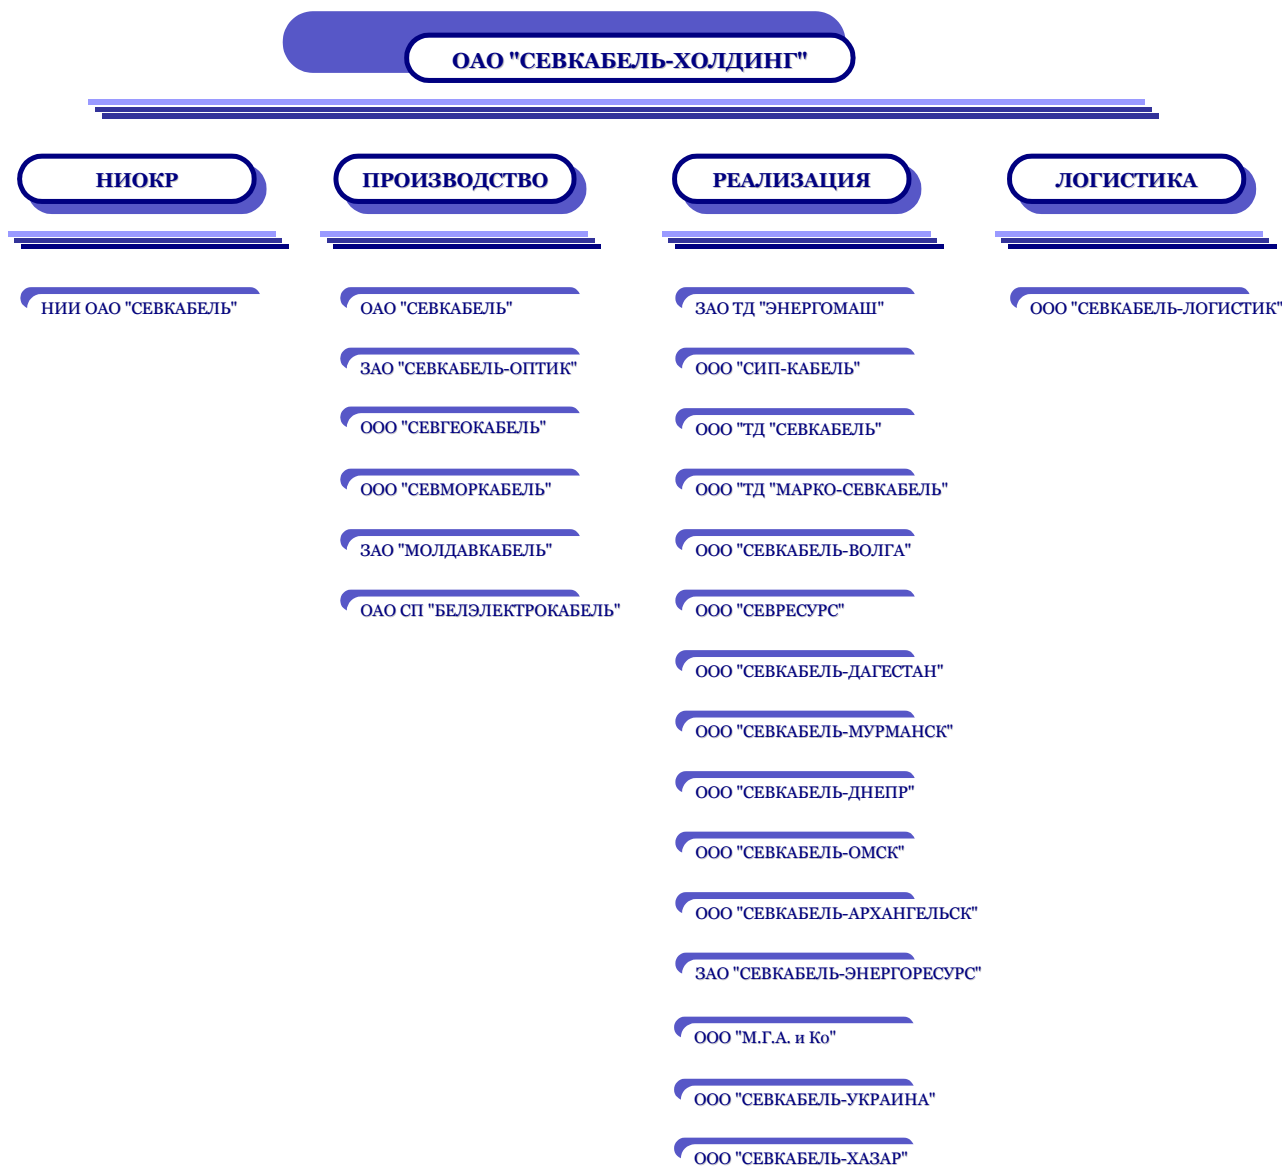 ОАО "СЕВКАБЕЛЬ-ХОЛДИНГ"
НИОКР
НИИ ОАО "СЕВКАБЕЛЬ"
ПРОИЗВОДСТВО
ОАО "СЕВКАБЕЛЬ"
ЗАО "СЕВКАБЕЛЬ-ОПТИК"
ООО "СЕВГЕОКАБЕЛЬ"
ООО "СЕВМОРКАБЕЛЬ"
ЗАО "МОЛДАВКАБЕЛЬ"
ОАО СП "БЕЛЭЛЕКТРОКАБЕЛЬ"
РЕАЛИЗАЦИЯ
ЗАО ТД "ЭНЕРГОМАШ"
ООО "СИП-КАБЕЛЬ"
ООО "ТД "СЕВКАБЕЛЬ"
ООО "ТД "МАРКО-СЕВКАБЕЛЬ"
ООО "СЕВКАБЕЛЬ-ВОЛГА"
ООО "СЕВРЕСУРС"
ООО "СЕВКАБЕЛЬ-ДАГЕСТАН"
ООО "СЕВКАБЕЛЬ-МУРМАНСК"
ООО "СЕВКАБЕЛЬ-ДНЕПР"
ООО "СЕВКАБЕЛЬ-ОМСК"
ООО "СЕВКАБЕЛЬ-АРХАНГЕЛЬСК"
ЗАО "СЕВКАБЕЛЬ-ЭНЕРГОРЕСУРС"
ООО "М.Г.А. и Ко"
ООО "СЕВКАБЕЛЬ-УКРАИНА"
ООО "СЕВКАБЕЛЬ-ХАЗАР"
ЛОГИСТИКА
ООО "СЕВКАБЕЛЬ-ЛОГИСТИК"